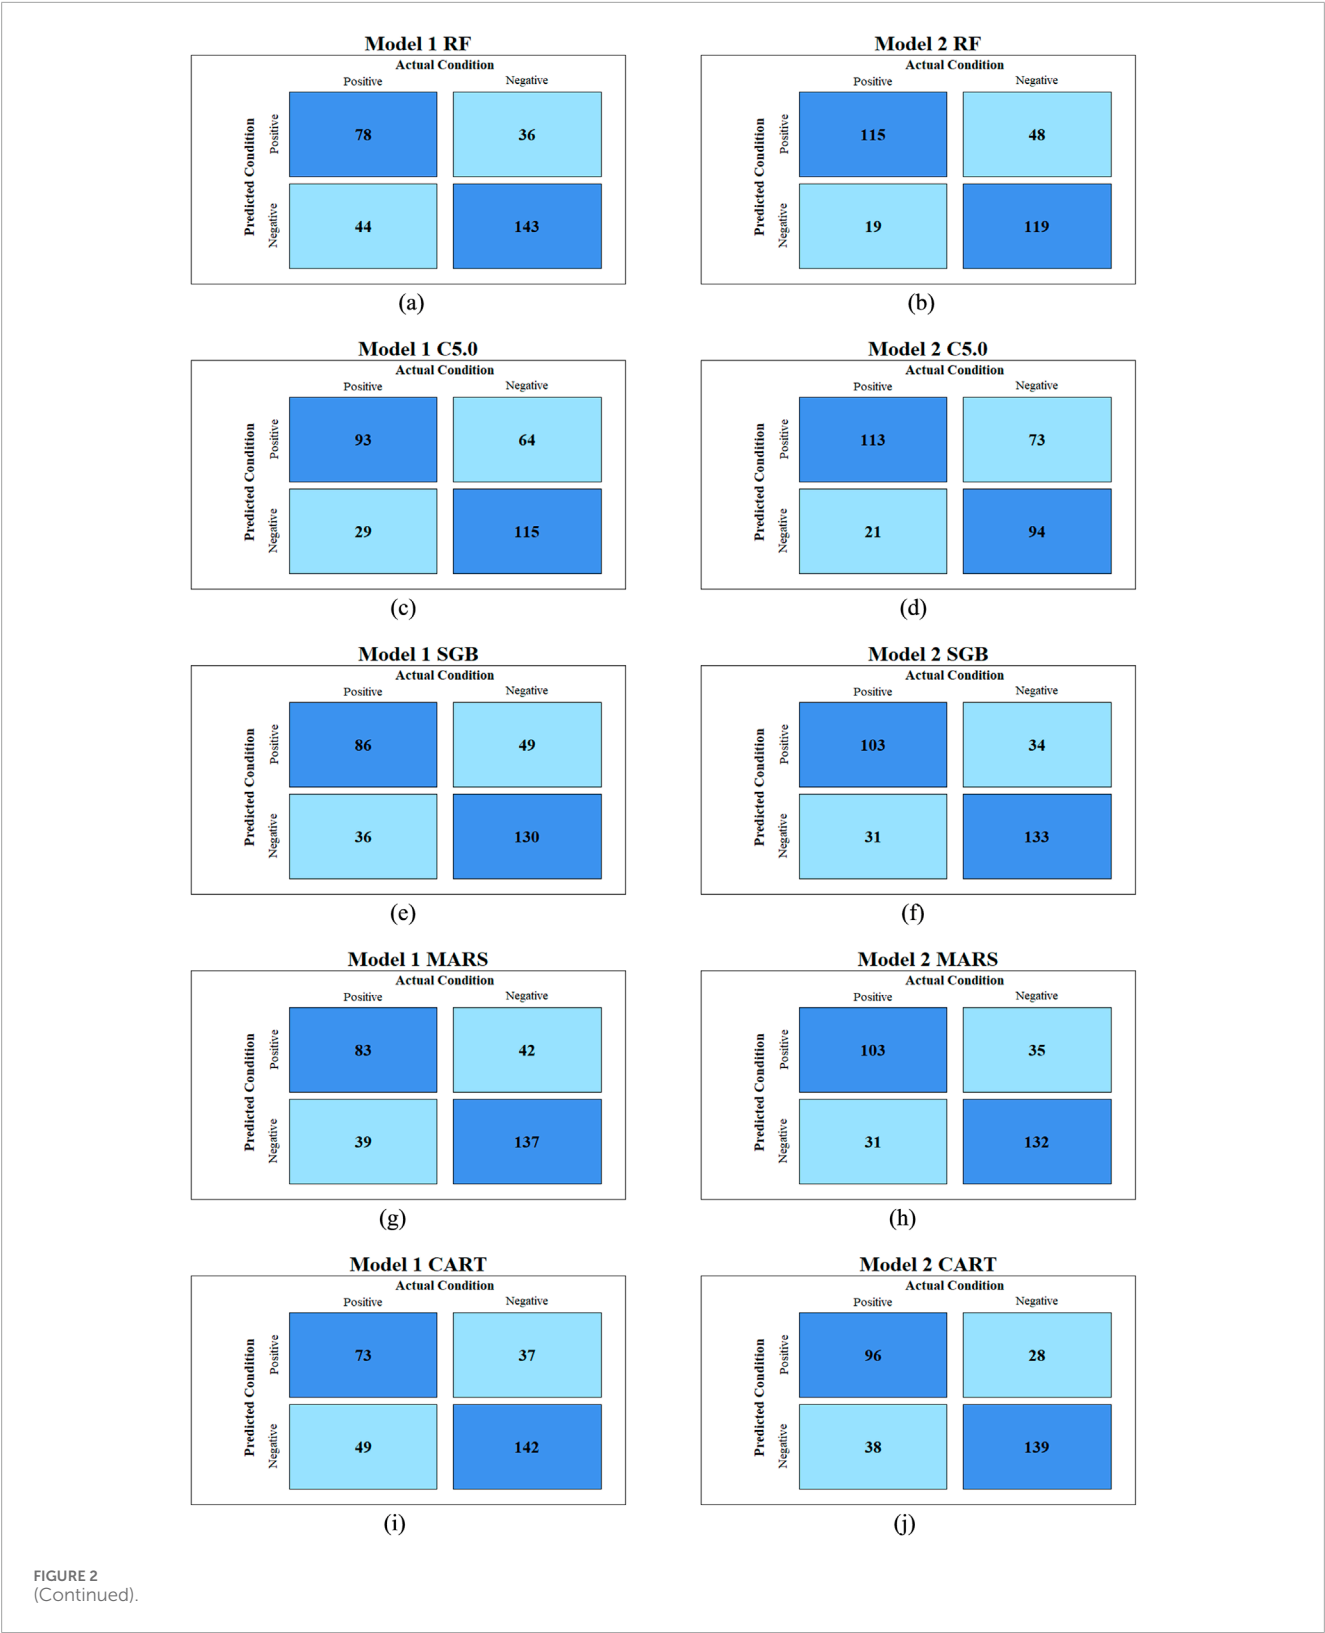 Model 1 RF
Actual Condition
Positive Negative
Predicted Condition
Positive
78 36
Negative
44 143
(a)
Model 2 RF
Actual Condition
Positive Negative
Predicted Condition
Positive
115 48
Negative
19 119
(b)
Model 1 C5.0
Actual Condition
Positive Negative
Predicted Condition
Positive
93 64
Negative
29 115
(c)
Model 2 C5.0
Actual Condition
Positive Negative
Predicted Condition
Positive
113 73
Negative
21 94
(d)
Model 1 SGB
Actual Condition
Positive Negative
Predicted Condition
Positive
86 49
Negative
36 130
(e)
Model 2 SGB
Actual Condition
Positive Negative
Predicted Condition
Positive
103 34
Negative
31 133
(f)
Model 1 MARS
Actual Condition
Positive Negative
Predicted Condition
Positive
83 42
Negative
39 137
(g)
Model 2 MARS
Actual Condition
Positive Negative
Predicted Condition
Positive
103 35
Negative
31 132
(h)
Model 1 CART
Actual Condition
Positive Negative
Predicted Condition
Positive
73 37
Negative
49 142
(i)
Model 2 CART
Actual Condition
Positive Negative
Predicted Condition
Positive
96 28
Negative
38 139
(j)
FIGURE 2
(Continued).